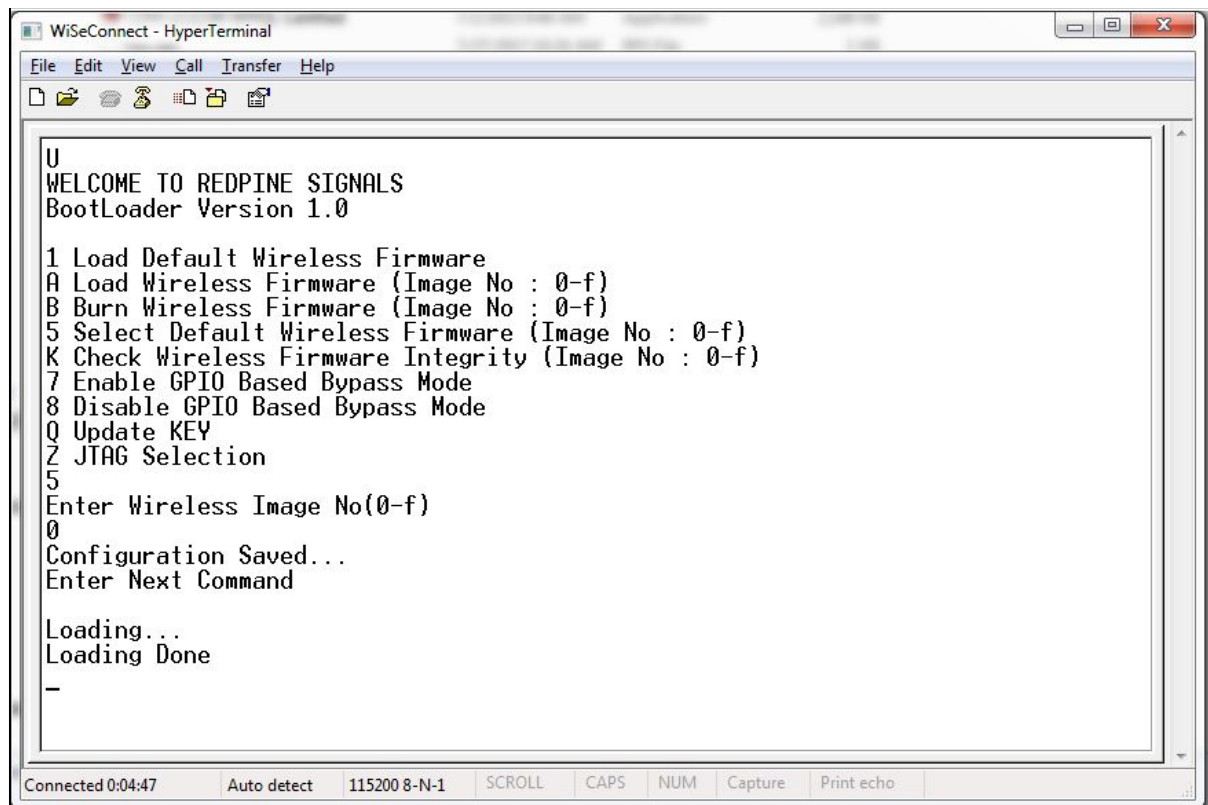 WiSeConnect - HyperTerminal
File Edit View Call Transfer Help
U
WELCOME TO REDPINE SIGNALS
BootLoader Version 1.0
1 Load Default Wireless Firmware
A Load Wireless Firmware (Image No : 0-f)
B Burn Wireless Firmware (Image No : 0-f)
5 Select Default Wireless Firmware (Image No : 0-f)
K Check Wireless Firmware Integrity (Image No : 0-f)
7 Enable GPIO Based Bypass Mode
8 Disable GPIO Based Bypass Mode
Q Update KEY
Z JTAG Selection
5
Enter Wireless Image No(0-f)
0
Configuration Saved...
Enter Next Command
Loading...
Loading Done
Connected 0:04:47 Auto detect 115200 8-N-1 SCROLL CAPS NUM Capture Print echo